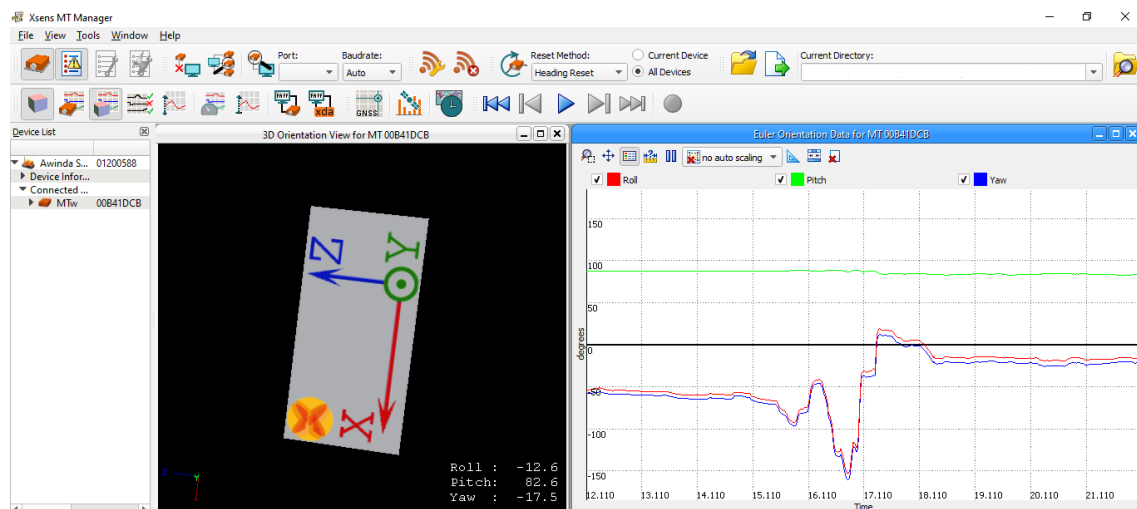 Xsens MT Manager
File View Tools Window Help
Port: Baudrate: Reset Method: Current Device Current Directory:
Auto Heading Reset All Devices
PAFF PAFF xda GNSS
Device List
3D Orientation View for MT 00B41DCB
Euler Orientation Data for MT 00B41DCB
Awinda S... 01200588
Device Infor...
Connected ...
MTw 00B41DCB
no auto scaling
Roll Pitch Yaw
Z Y
X
Z Y
Roll : -12.6
Pitch: 82.6
Yaw : -17.5
150
100
50
0
-50
-100
-150
degrees
12.110 13.110 14.110 15.110 16.110 17.110 18.110 19.110 20.110 21.110
Time